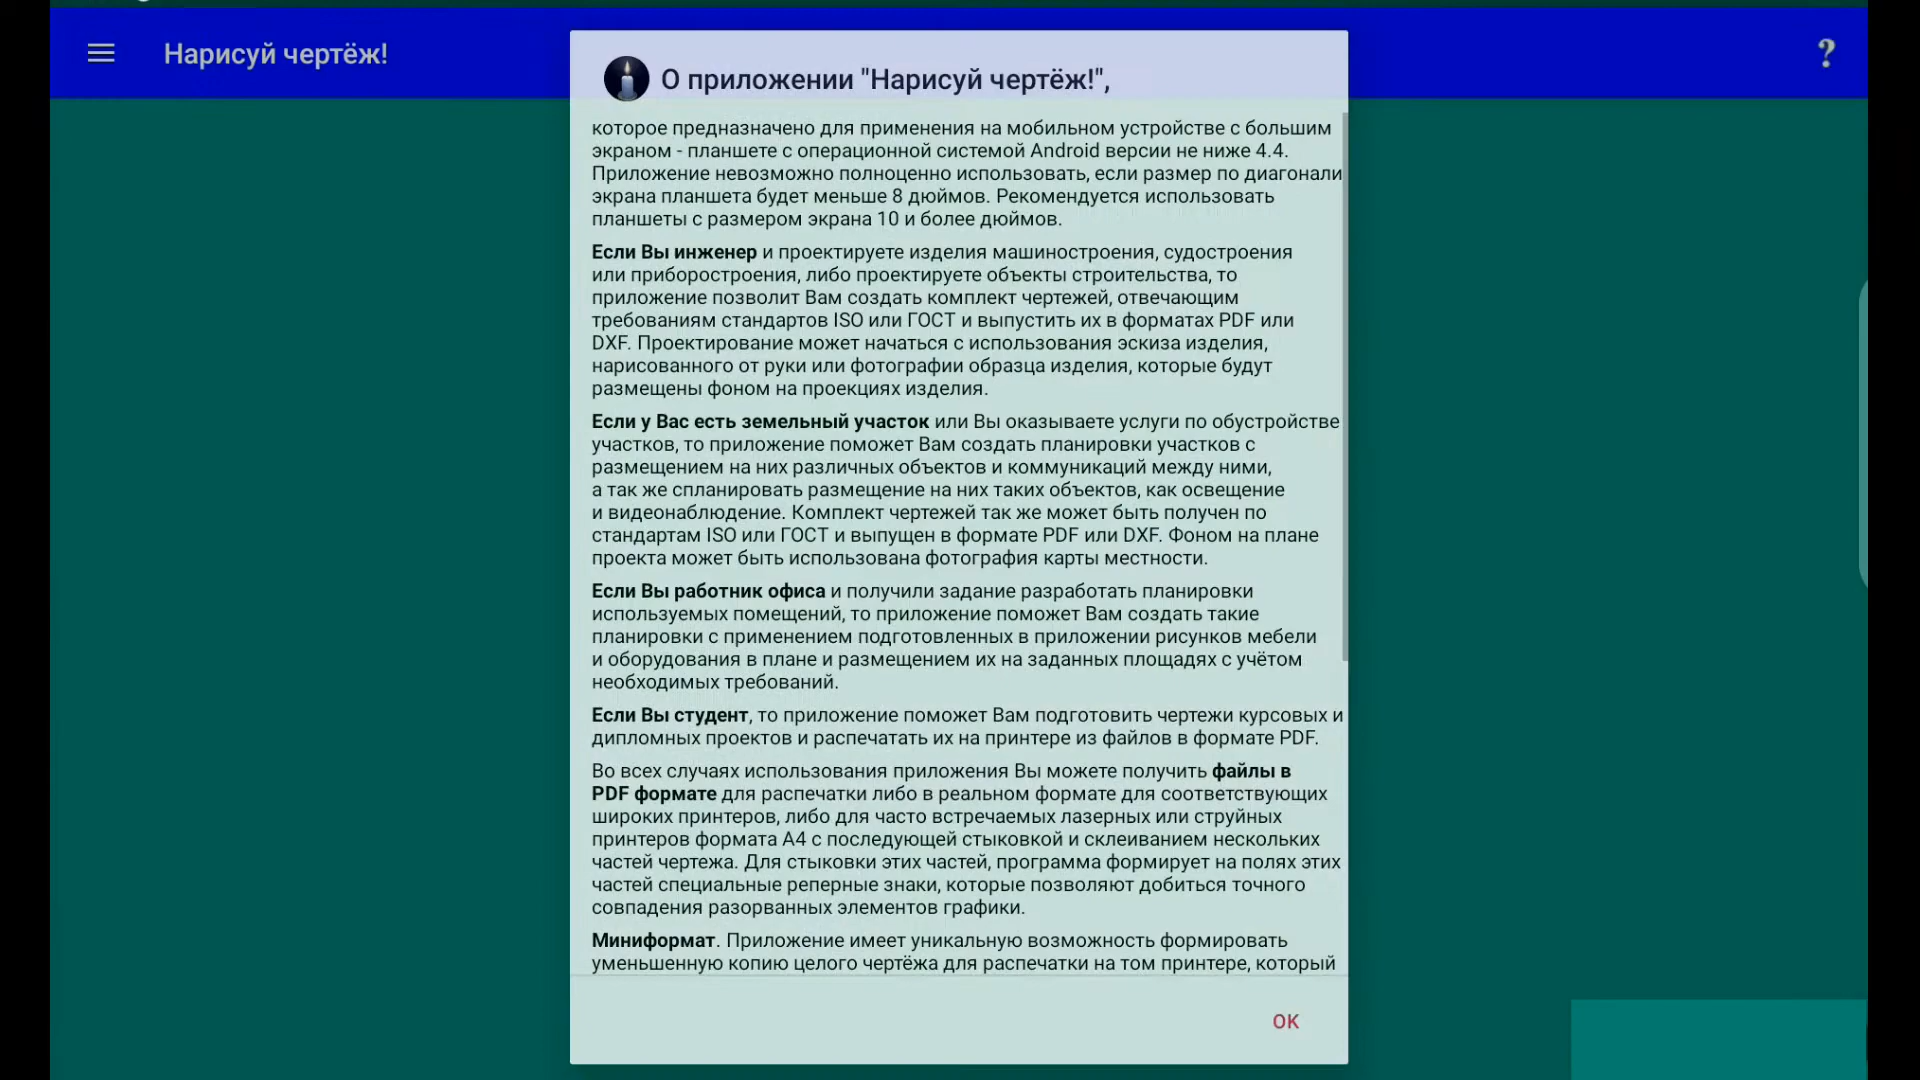 Нарисуй чертёж!
?
О приложении "Нарисуй чертёж!",
которое предназначено для применения на мобильном устройстве с большим
экраном - планшете с операционной системой Android версии не ниже 4.4.
Приложение невозможно полноценно использовать, если размер по диагонали
экрана планшета будет меньше 8 дюймов. Рекомендуется использовать
планшеты с размером экрана 10 и более дюймов.
Если Вы инженер и проектируете изделия машиностроения, судостроения
или приборостроения, либо проектируете объекты строительства, то
приложение позволит Вам создать комплект чертежей, отвечающим
требованиям стандартов ISO или ГОСТ и выпустить их в форматах PDF или
DXF. Проектирование может начаться с использования эскиза изделия,
нарисованного от руки или фотографии образца изделия, которые будут
размещены фоном на проекциях изделия.
Если у Вас есть земельный участок или Вы оказываете услуги по обустройстве
участков, то приложение поможет Вам создать планировки участков с
размещением на них различных объектов и коммуникаций между ними,
а так же спланировать размещение на них таких объектов, как освещение
и видеонаблюдение. Комплект чертежей так же может быть получен по
стандартам ISO или ГОСТ и выпущен в формате PDF или DXF. Фоном на плане
проекта может быть использована фотография карты местности.
Если Вы работник офиса и получили задание разработать планировки
используемых помещений, то приложение поможет Вам создать такие
планировки с применением подготовленных в приложении рисунков мебели
и оборудования в плане и размещением их на заданных площадях с учётом
необходимых требований.
Если Вы студент, то приложение поможет Вам подготовить чертежи курсовых и
дипломных проектов и распечатать их на принтере из файлов в формате PDF.
Во всех случаях использования приложения Вы можете получить файлы в
PDF формате для распечатки либо в реальном формате для соответствующих
широких принтеров, либо для часто встречаемых лазерных или струйных
принтеров формата А4 с последующей стыковкой и склеиванием нескольких
частей чертежа. Для стыковки этих частей, программа формирует на полях этих
частей специальные реперные знаки, которые позволяют добиться точного
совпадения разорванных элементов графики.
Миниформат. Приложение имеет уникальную возможность формировать
уменьшенную копию целого чертёжа для распечатки на том принтере, который
OK